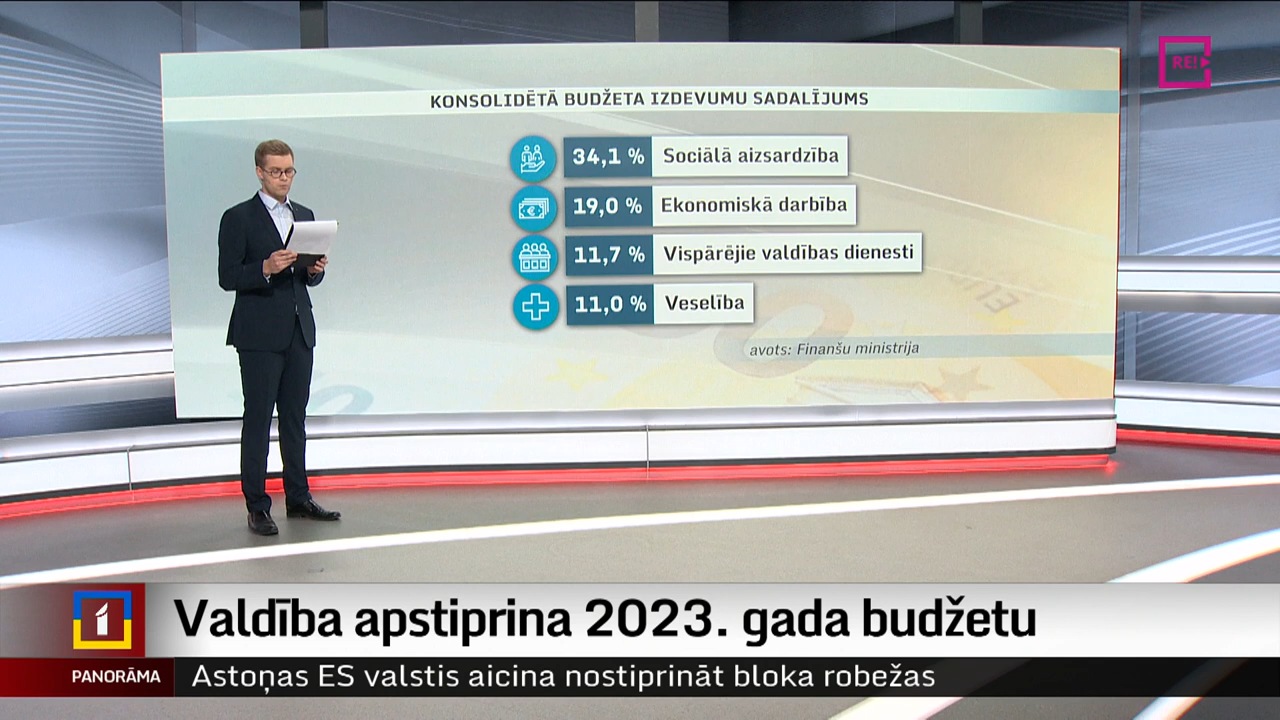 RE!
KONSOLIDĒTĀ BUDŽETA IZDEVUMU SADALĪJUMS
34,1 % Sociālā aizsardzība
19,0 % Ekonomiskā darbība
11,7 % Vispārējie valdības dienesti
11,0 % Veselība
avots: Finanšu ministrija
1 Valdība apstiprina 2023. gada budžetu
PANORĀMA Astoņas ES valstis aicina nostiprināt bloka robežas